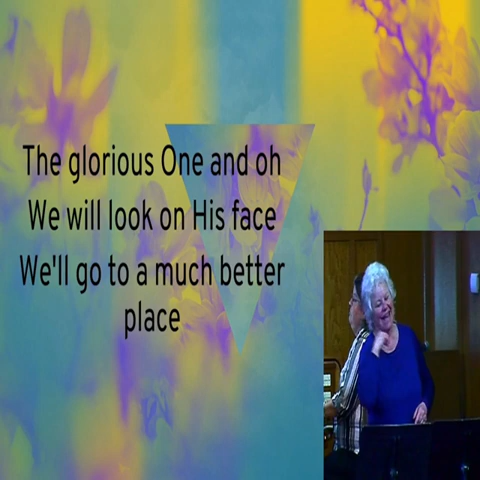 The glorious One and oh
We will look on His face
We'll go to a much better
place